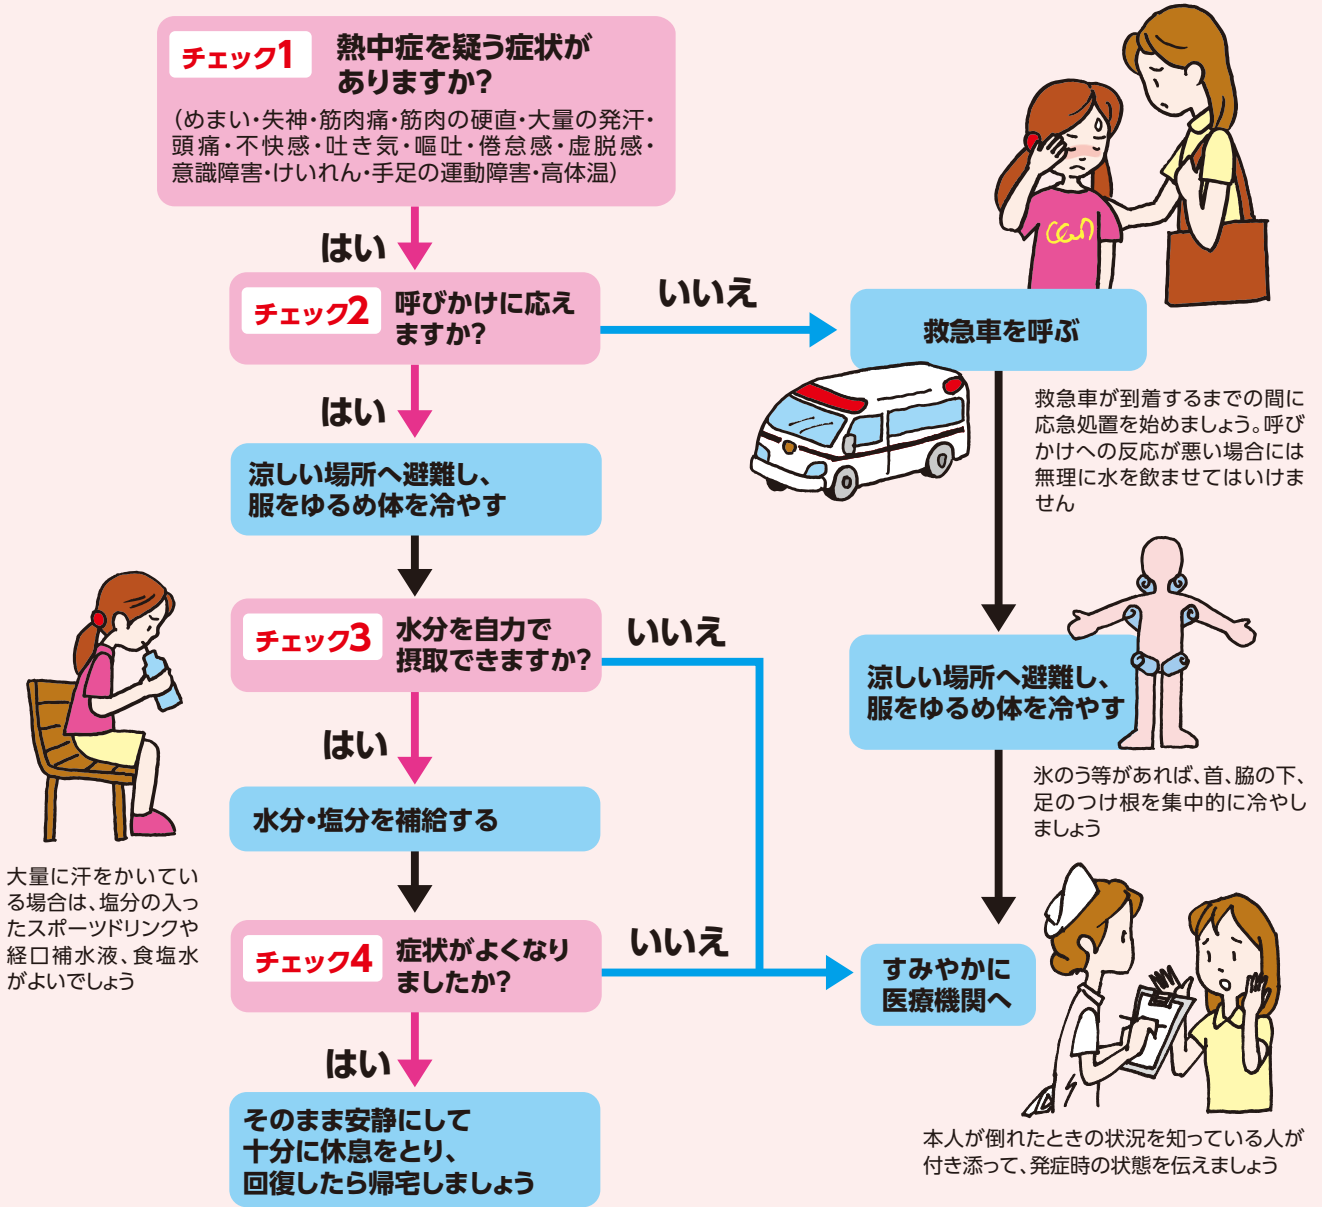 チェック1
熱中症を疑う症状が
ありますか?
（めまい・失神・筋肉痛・筋肉の硬直・大量の発汗・
頭痛・不快感・吐き気・嘔吐・倦怠感・虚脱感・
意識障害・けいれん・手足の運動障害・高体温）
はい
チェック2
呼びかけに応え
ますか?
いいえ
救急車を呼ぶ
救急車が到着するまでの間に
応急処置を始めましょう。呼び
かけへの反応が悪い場合には
無理に水を飲ませてはいけま
せん
はい
涼しい場所へ避難し、
服をゆるめ体を冷やす
チェック3
水分を自力で
摂取できますか?
いいえ
涼しい場所へ避難し、
服をゆるめ体を冷やす
氷のう等があれば、首、脇の下、
足のつけ根を集中的に冷やし
ましょう
はい
水分・塩分を補給する
大量に汗をかいてい
る場合は、塩分の入っ
たスポーツドリンクや
経口補水液、食塩水
がよいでしょう
チェック4
症状がよくなり
ましたか?
いいえ
すみやかに
医療機関へ
本人が倒れたときの状況を知っている人が
付き添って、発症時の状態を伝えましょう
はい
そのまま安静にして
十分に休息をとり、
回復したら帰宅しましょう